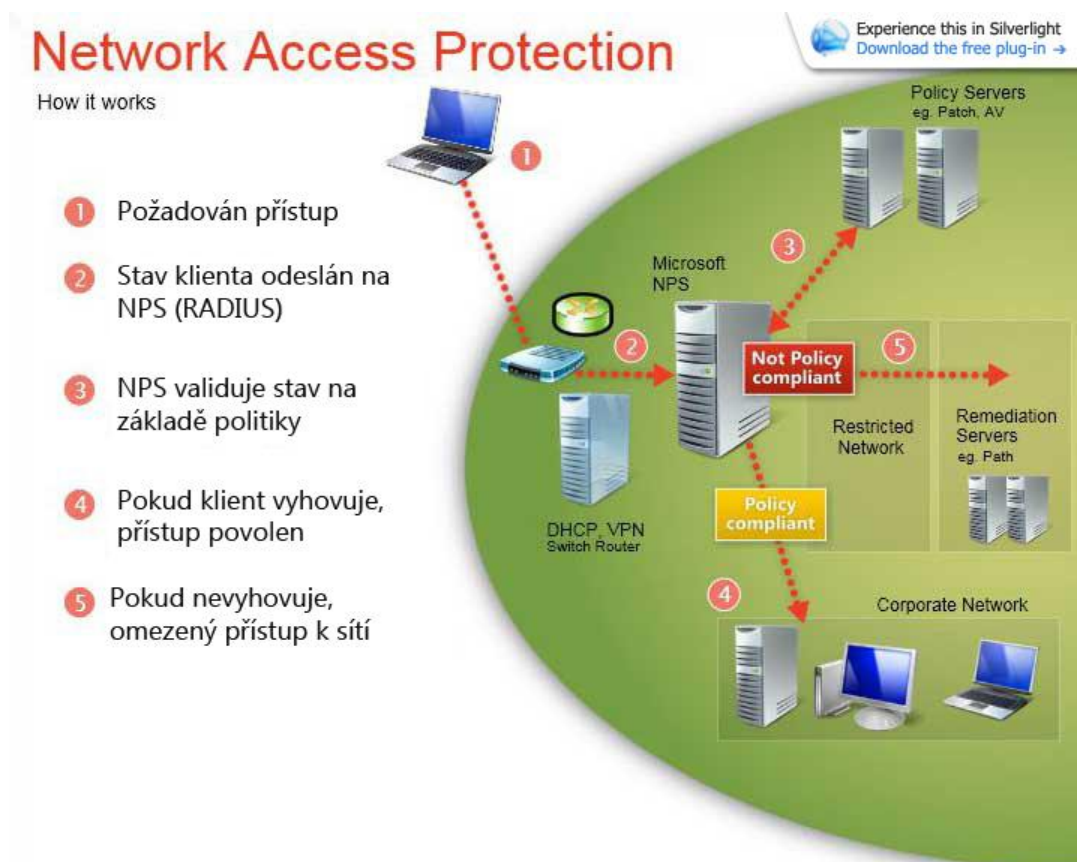 Network Access Protection
Experience this in Silverlight
Download the free plug-in →
How it works
1
1 Požadován přístup
2 Stav klienta odeslán na
NPS (RADIUS)
3 NPS validuje stav na
základě politiky
4 Pokud klient vyhovuje,
přístup povolen
5 Pokud nevyhovuje,
omezený přístup k sítí
Policy Servers
eg. Patch, AV
3
Microsoft
NPS
2
Not Policy
compliant
5
Restricted
Network
Remediation
Servers
eg. Path
DHCP, VPN
Switch Router
Policy
compliant
4
Corporate Network